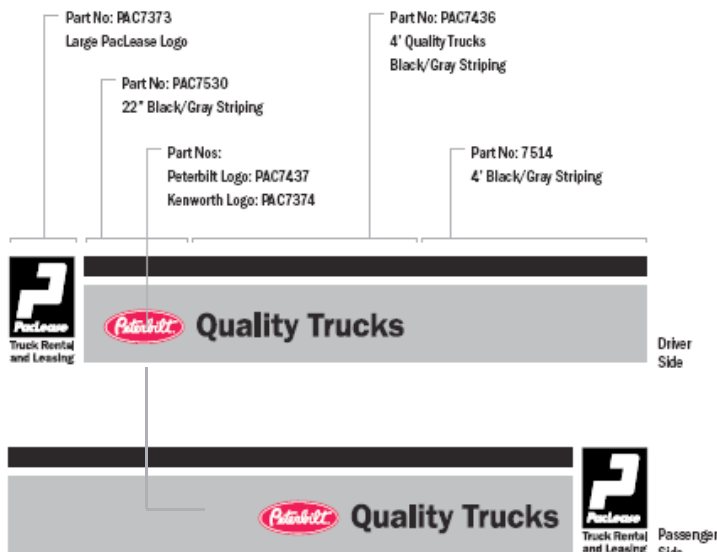 Part No: PAC7373
Large PacLease Logo
Part No: PAC7436
4' Quality Trucks
Black/Gray Striping
Part No: PAC7530
22" Black/Gray Striping
Part Nos:
Peterbilt Logo: PAC7437
Kenworth Logo: PAC7374
Part No: 7514
4' Black/Gray Striping
PacLease
Truck Rental
and Leasing
Peterbilt Quality Trucks
Driver
Side
Peterbilt Quality Trucks
PacLease
Truck Rental
and Leasing
Passenger
Side